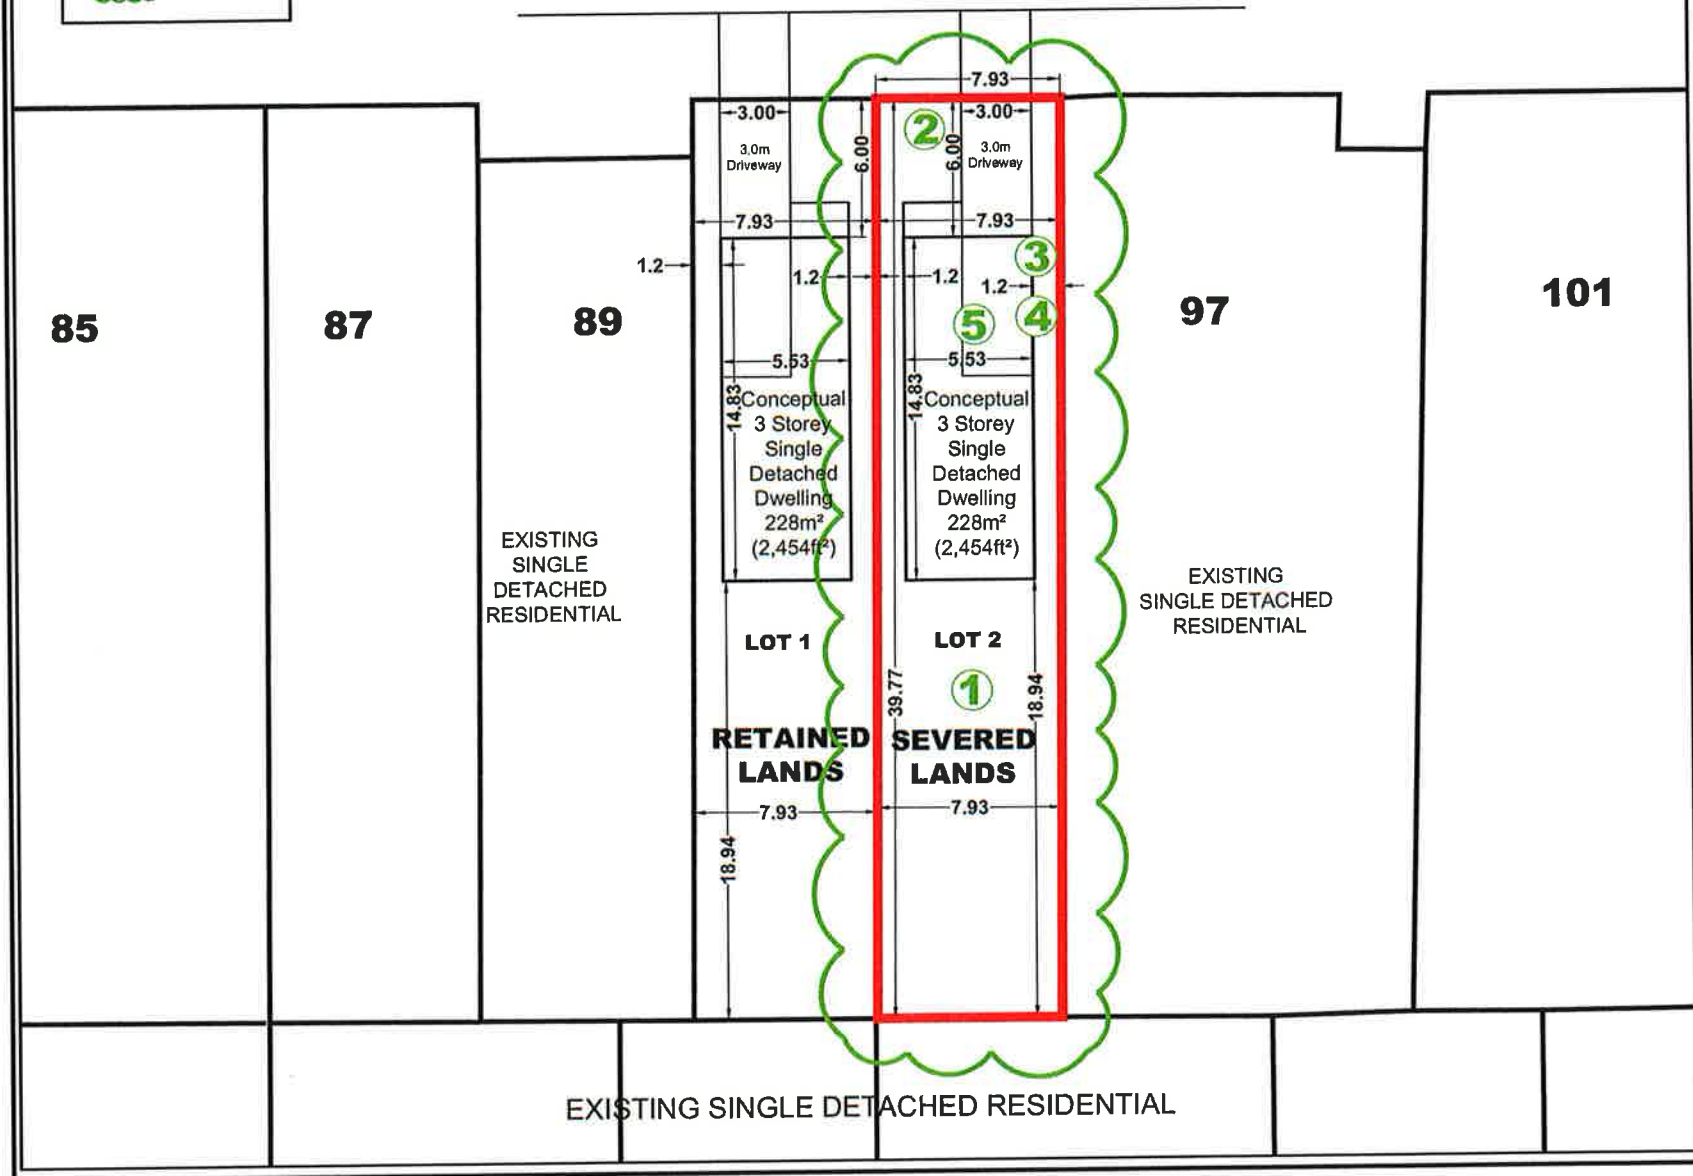 7.93
3.00
3.00
2
3.0m
Driveway
3.0m
Driveway
6.00
6.00
7.93
7.93
1.2
1.2
1.2
1.2
3
4
5
85
87
89
97
101
5.53
5.53
14.83
14.83
Conceptual
3 Storey
Single
Detached
Dwelling
228m²
(2,454ft²)
Conceptual
3 Storey
Single
Detached
Dwelling
228m²
(2,454ft²)
EXISTING
SINGLE
DETACHED
RESIDENTIAL
EXISTING
SINGLE DETACHED
RESIDENTIAL
LOT 1
LOT 2
1
39.77
18.94
RETAINED
LANDS
SEVERED
LANDS
7.93
7.93
18.94
EXISTING SINGLE DETACHED RESIDENTIAL